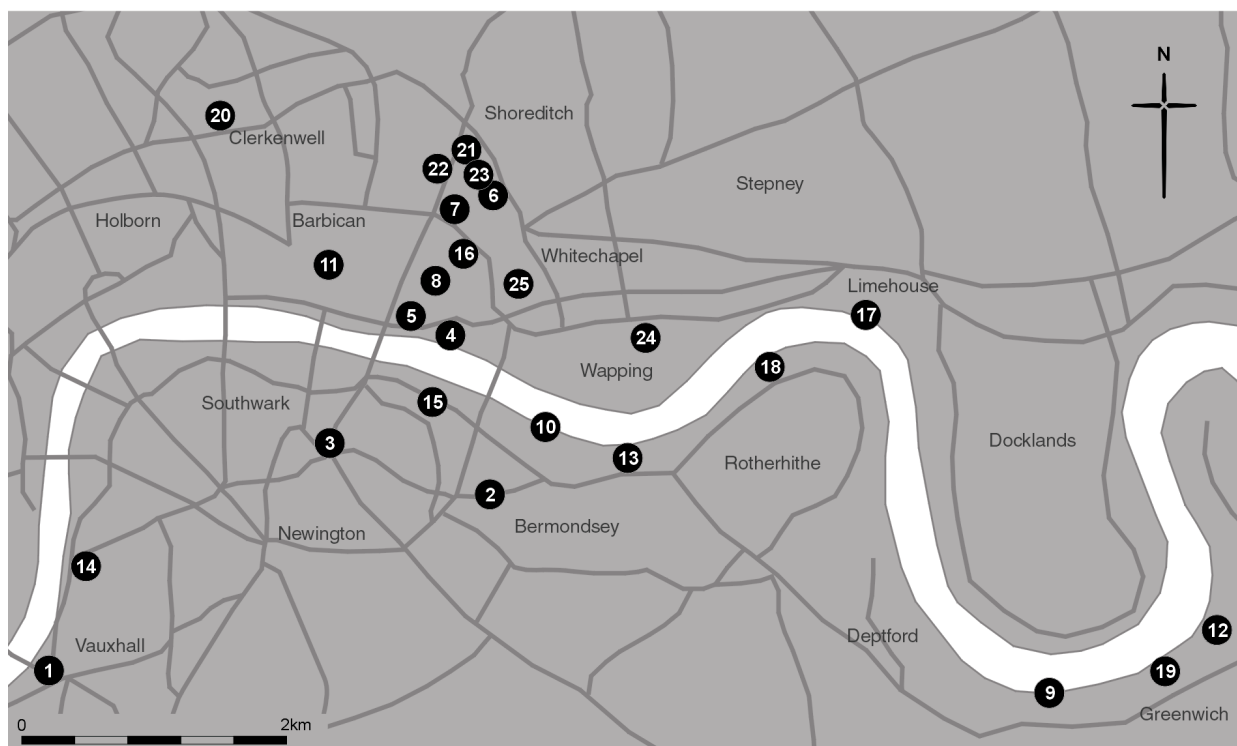 N
Shoreditch
20
Clerkenwell
21
22
23
6
Stepney
7
Holborn
Barbican
16
Whitechapel
11
8
25
Limehouse
5
17
4
24
Wapping
18
Southwark
15
10
3
13
Docklands
Rotherhithe
2
Newington
Bermondsey
14
Vauxhall
Deptford
12
1
19
9
Greenwich
0
2km